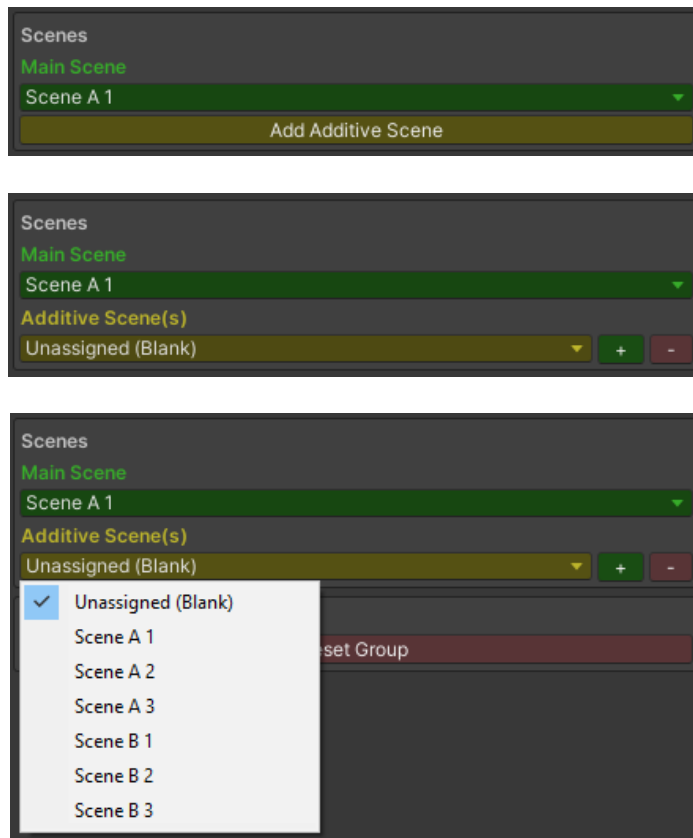 Scenes
Main Scene
Scene A 1
Add Additive Scene
Scenes
Main Scene
Scene A 1
Additive Scene(s)
Unassigned (Blank)
+ -
Scenes
Main Scene
Scene A 1
Additive Scene(s)
Unassigned (Blank)
+ -
Unassigned (Blank)
Scene A 1
set Group
Scene A 2
Scene A 3
Scene B 1
Scene B 2
Scene B 3